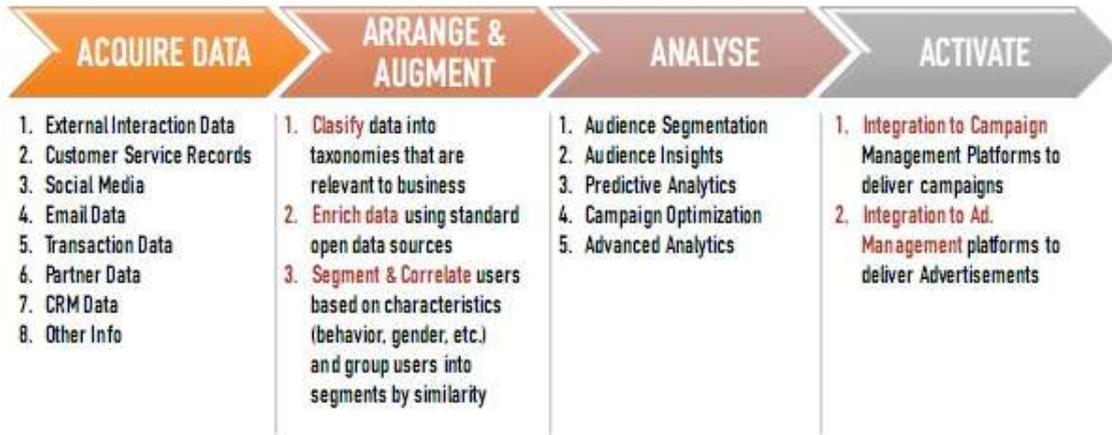 ACQUIRE DATA
1. External Interaction Data
2. Customer Service Records
3. Social Media
4. Email Data
5. Transaction Data
6. Partner Data
7. CRM Data
8. Other Info
ARRANGE &
AUGMENT
1. Clasify data into
taxonomies that are
relevant to business
2. Enrich data using standard
open data sources
3. Segment & Correlate users
based on characteristics
(behavior, gender, etc.)
and group users into
segments by similarity
ANALYSE
1. Audience Segmentation
2. Audience Insights
3. Predictive Analytics
4. Campaign Optimization
5. Advanced Analytics
ACTIVATE
1. Integration to Campaign
Management Platforms to
deliver campaigns
2. Integration to Ad.
Management platforms to
deliver Advertisements